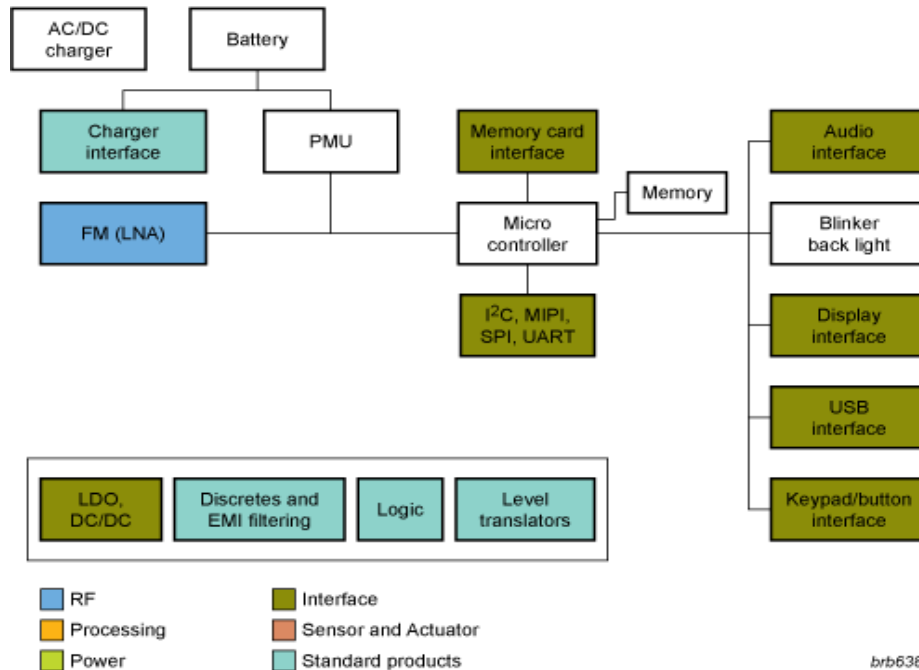 AC/DC
charger
Battery
Charger
interface
PMU
Memory card
interface
Audio
interface
Memory
FM (LNA)
Micro
controller
Blinker
back light
I²C, MIPI,
SPI, UART
Display
interface
USB
interface
LDO,
DC/DC
Discretes and
EMI filtering
Logic
Level
translators
Keypad/button
interface
RF
Interface
Processing
Sensor and Actuator
Power
Standard products